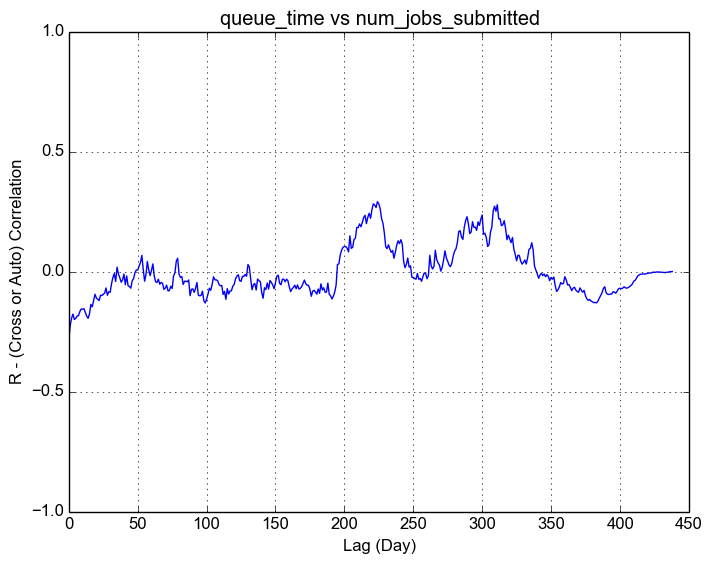 queue_time vs num_jobs_submitted
1.0
0.5
0.0
−0.5
−1.0
R - (Cross or Auto) Correlation
0 50 100 150 200 250 300 350 400 450
Lag (Day)